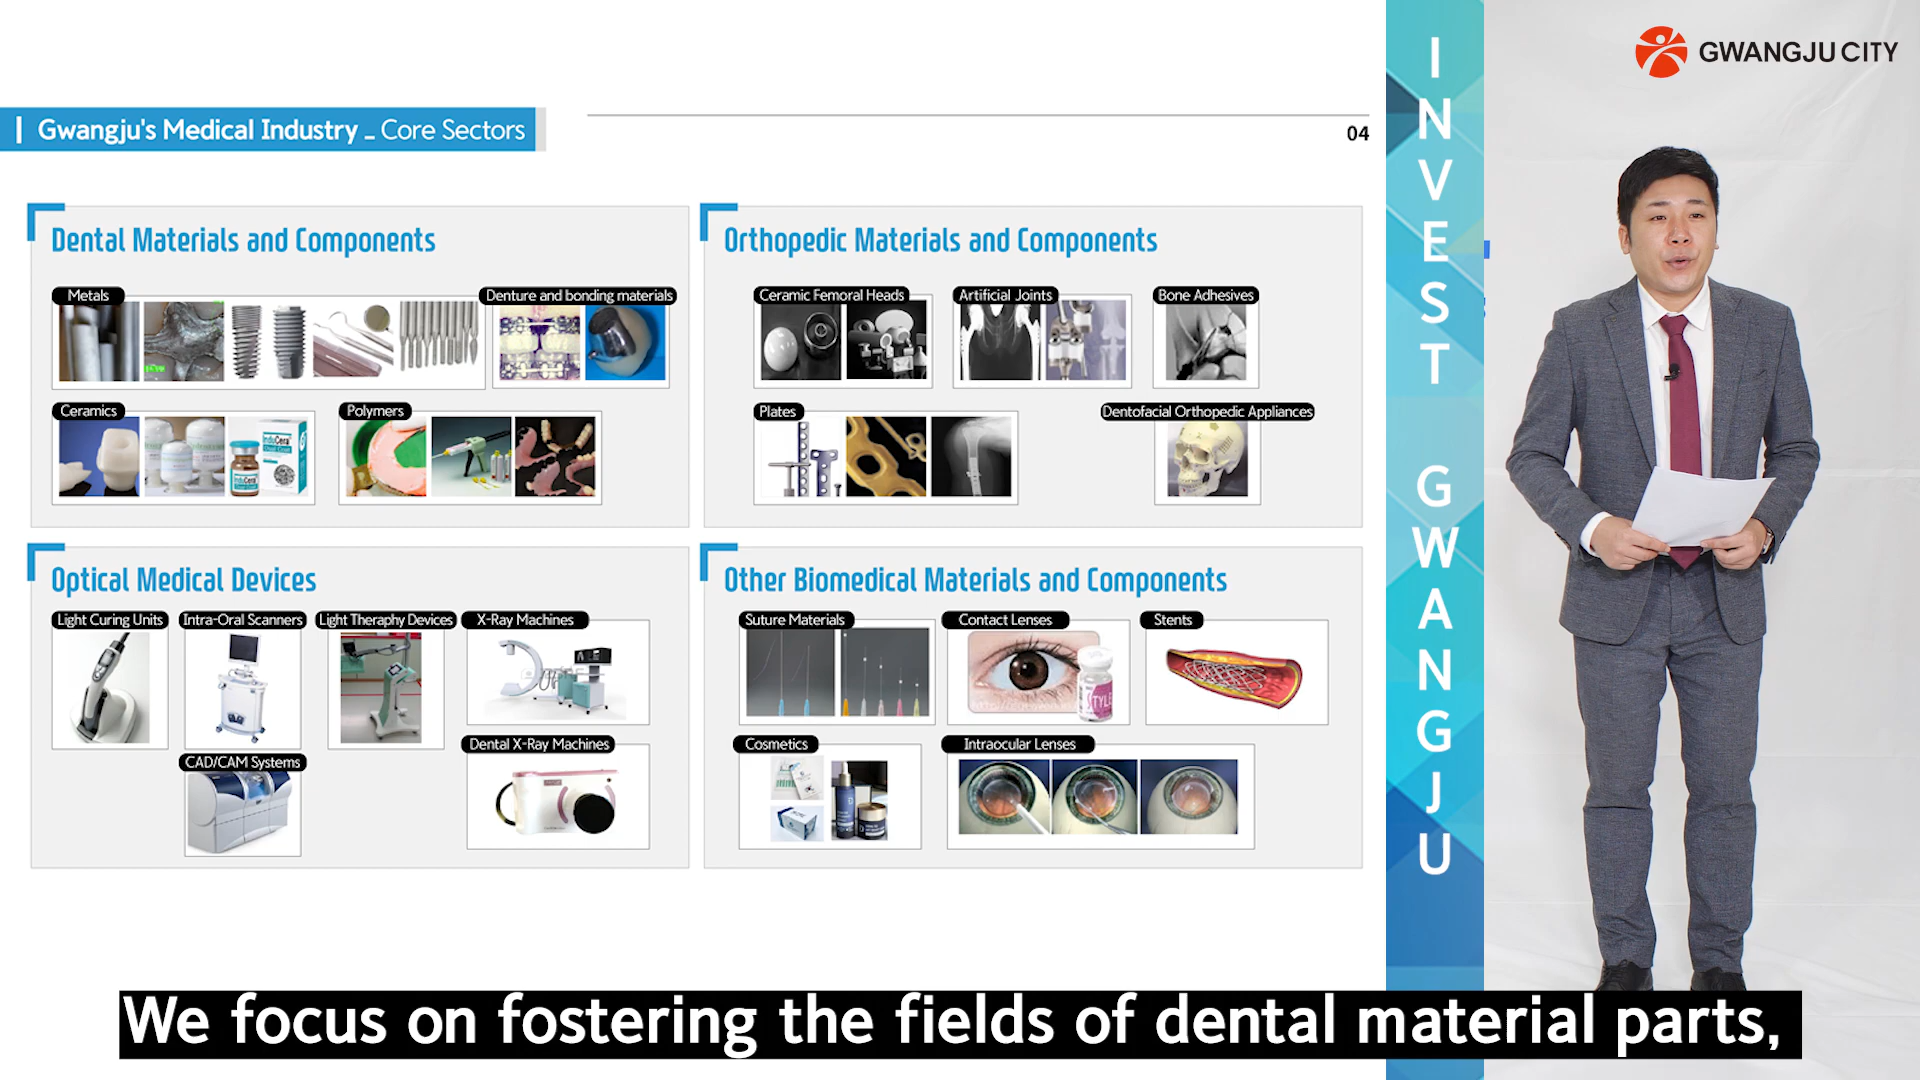 GWANGJU CITY
Gwangju's Medical Industry _ Core Sectors
04
Dental Materials and Components
Metals
Denture and bonding materials
Ceramics
Polymers
Orthopedic Materials and Components
Ceramic Femoral Heads
Artificial Joints
Bone Adhesives
Plates
Dentofacial Orthopedic Appliances
Optical Medical Devices
Light Curing Units
Intra-Oral Scanners
Light Theraphy Devices
X-Ray Machines
CAD/CAM Systems
Dental X-Ray Machines
Other Biomedical Materials and Components
Suture Materials
Contact Lenses
STYLE
Stents
Cosmetics
Intraocular Lenses
INVEST GWANGJU
We focus on fostering the fields of dental material parts,